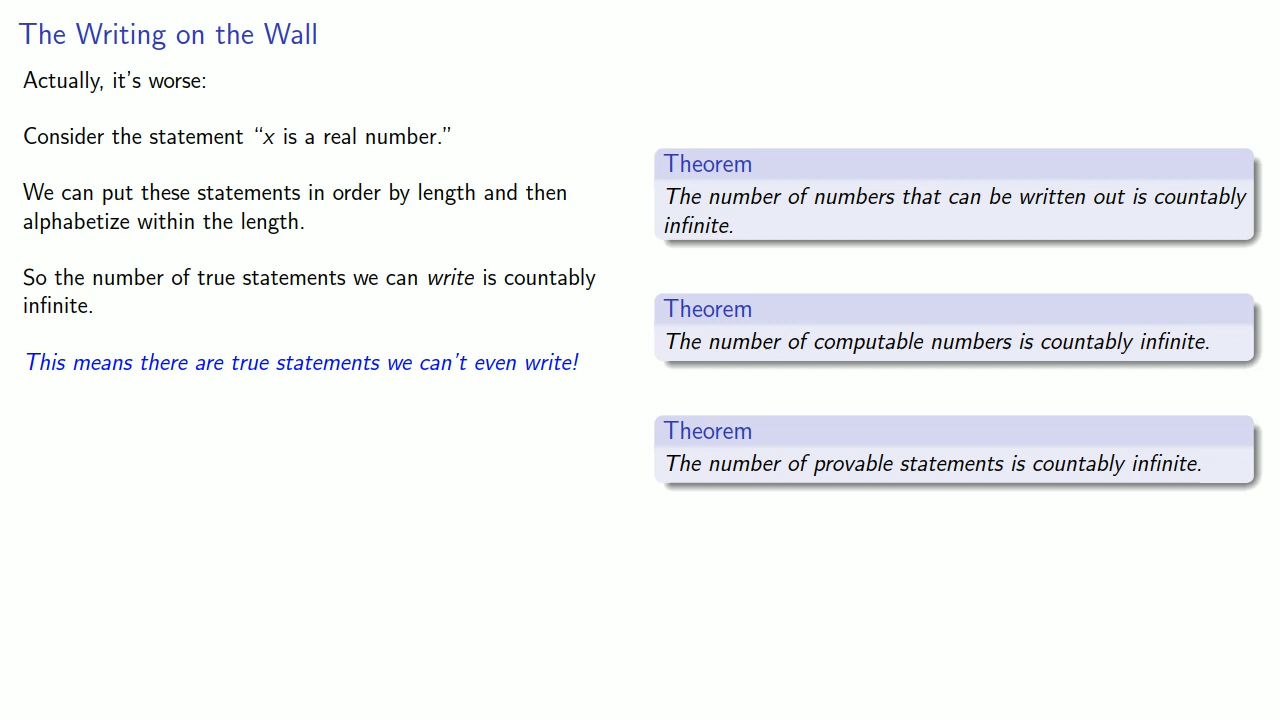 The Writing on the Wall
Actually, it's worse:
Consider the statement “x is a real number.”
We can put these statements in order by length and then
alphabetize within the length.
So the number of true statements we can write is countably
infinite.
This means there are true statements we can't even write!
Theorem
The number of numbers that can be written out is countably
infinite.
Theorem
The number of computable numbers is countably infinite.
Theorem
The number of provable statements is countably infinite.